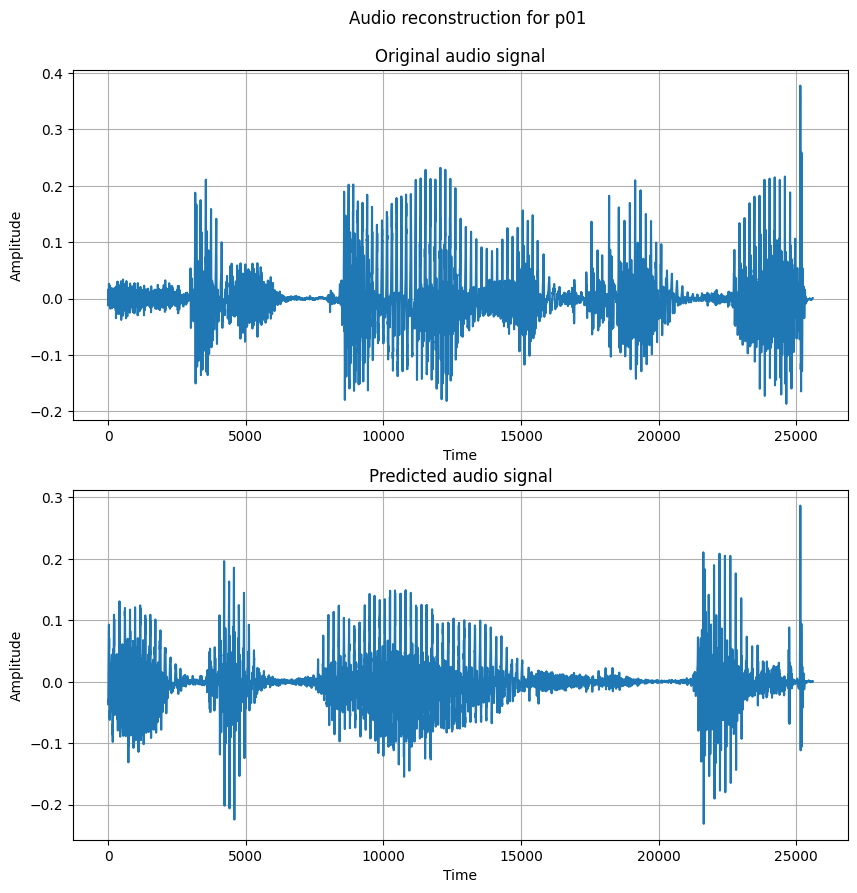 Audio reconstruction for p01
Original audio signal
0.4
0.3
0.2
0.1
0.0
−0.1
−0.2
Amplitude
0 5000 10000 15000 20000 25000
Time
Predicted audio signal
0.3
0.2
0.1
0.0
−0.1
−0.2
Amplitude
0 5000 10000 15000 20000 25000
Time